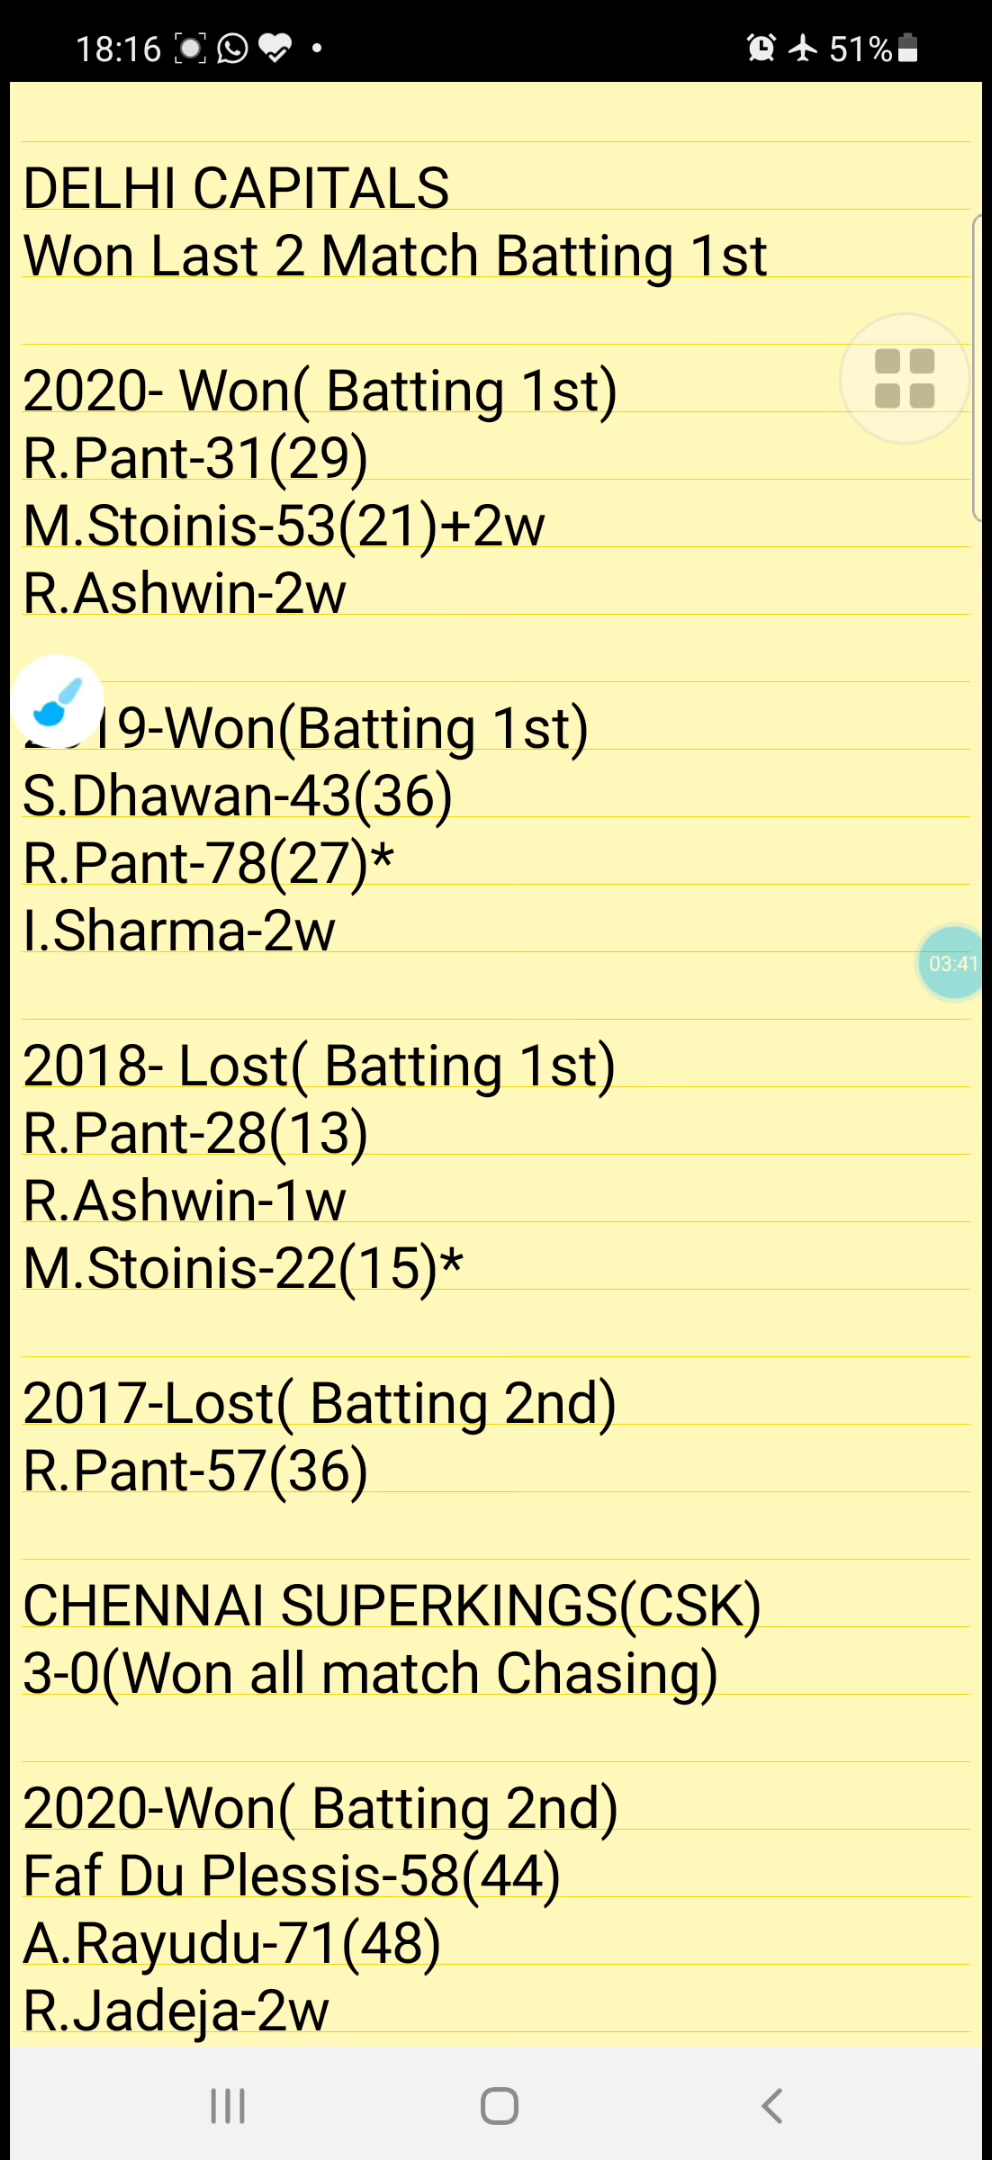 18:16
51%
DELHI CAPITALS
Won Last 2 Match Batting 1st
2020- Won( Batting 1st)
R.Pant-31(29)
M.Stoinis-53(21)+2w
R.Ashwin-2w
19-Won(Batting 1st)
S.Dhawan-43(36)
R.Pant-78(27)*
I.Sharma-2w
03:41
2018- Lost( Batting 1st)
R.Pant-28(13)
R.Ashwin-1w
M.Stoinis-22(15)*
2017-Lost( Batting 2nd)
R.Pant-57(36)
CHENNAI SUPERKINGS(CSK)
3-0(Won all match Chasing)
2020-Won( Batting 2nd)
Faf Du Plessis-58(44)
A.Rayudu-71(48)
R.Jadeja-2w